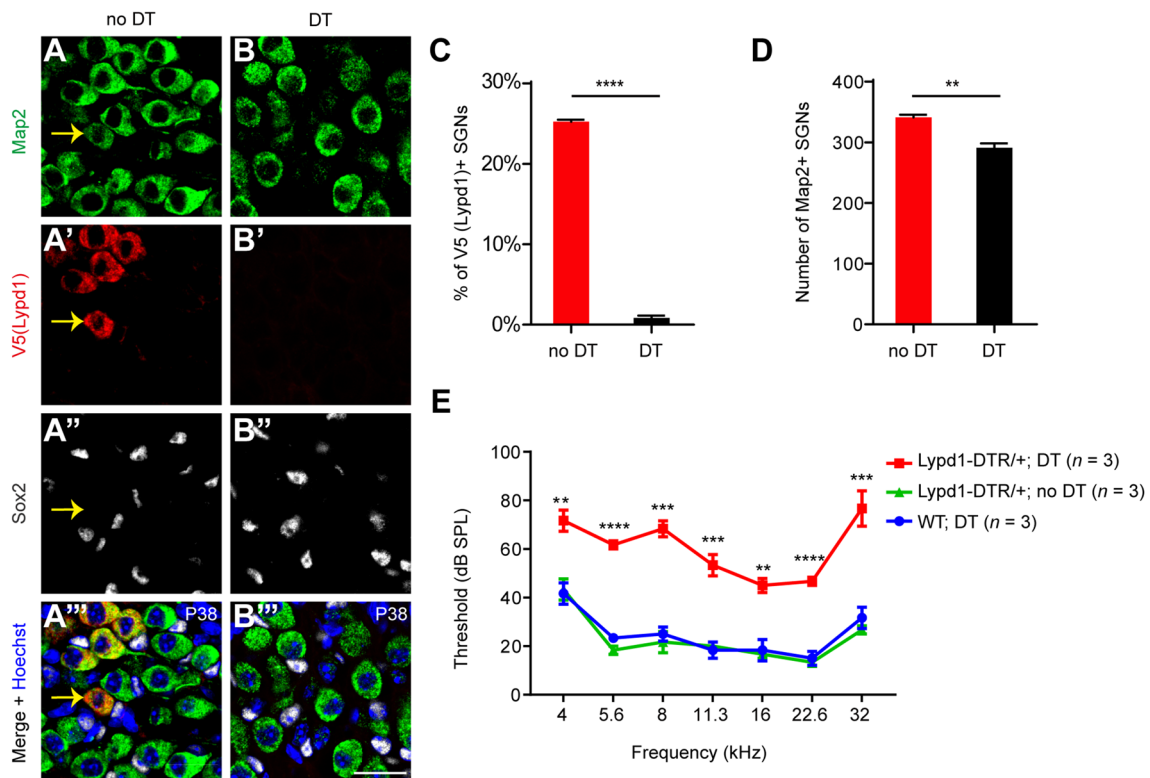 no DT
DT
A
B
Map2
A’
B’
V5(Lypd1)
A’’
B’’
Sox2
A’’’
P38
B’’’
P38
Merge + Hoechst
C
% of V5 (Lypd1)+ SGNs
30%
20%
10%
0%
****
no DT
DT
D
Number of Map2+ SGNs
400
300
200
100
0
**
no DT
DT
E
Threshold (dB SPL)
100
80
60
40
20
0
** **** *** *** ** **** ***
4 5.6 8 11.3 16 22.6 32
Frequency (kHz)
Lypd1-DTR/+; DT (n = 3)
Lypd1-DTR/+; no DT (n = 3)
WT; DT (n = 3)